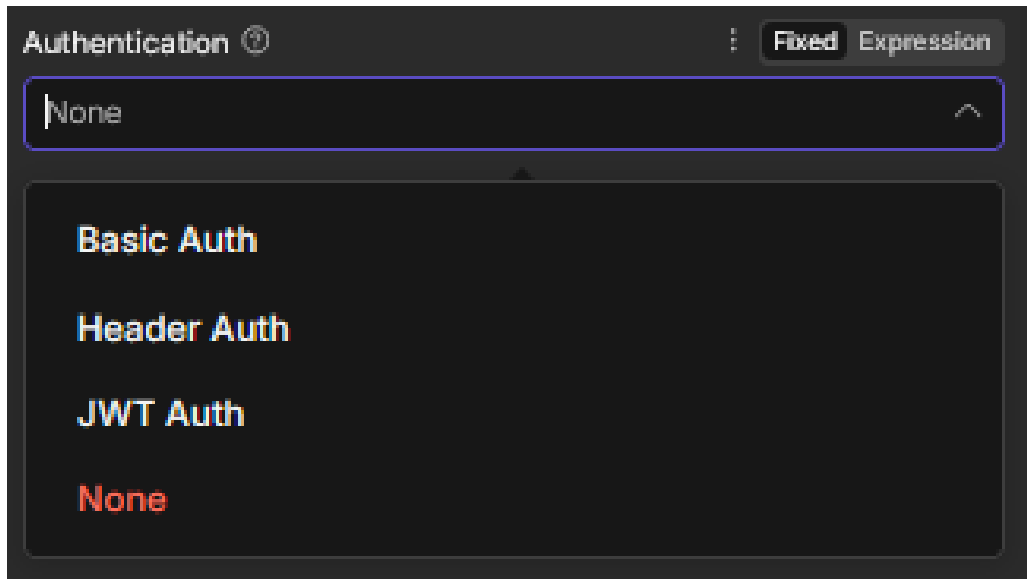 Authentication Fixed Expression
None
Basic Auth
Header Auth
JWT Auth
None